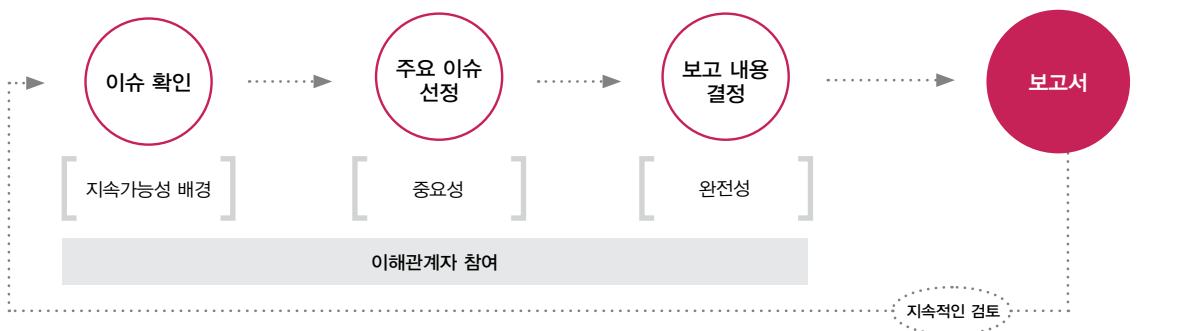 이슈 확인
주요 이슈
선정
보고 내용
결정
보고서
지속가능성 배경
중요성
완전성
이해관계자 참여
지속적인 검토